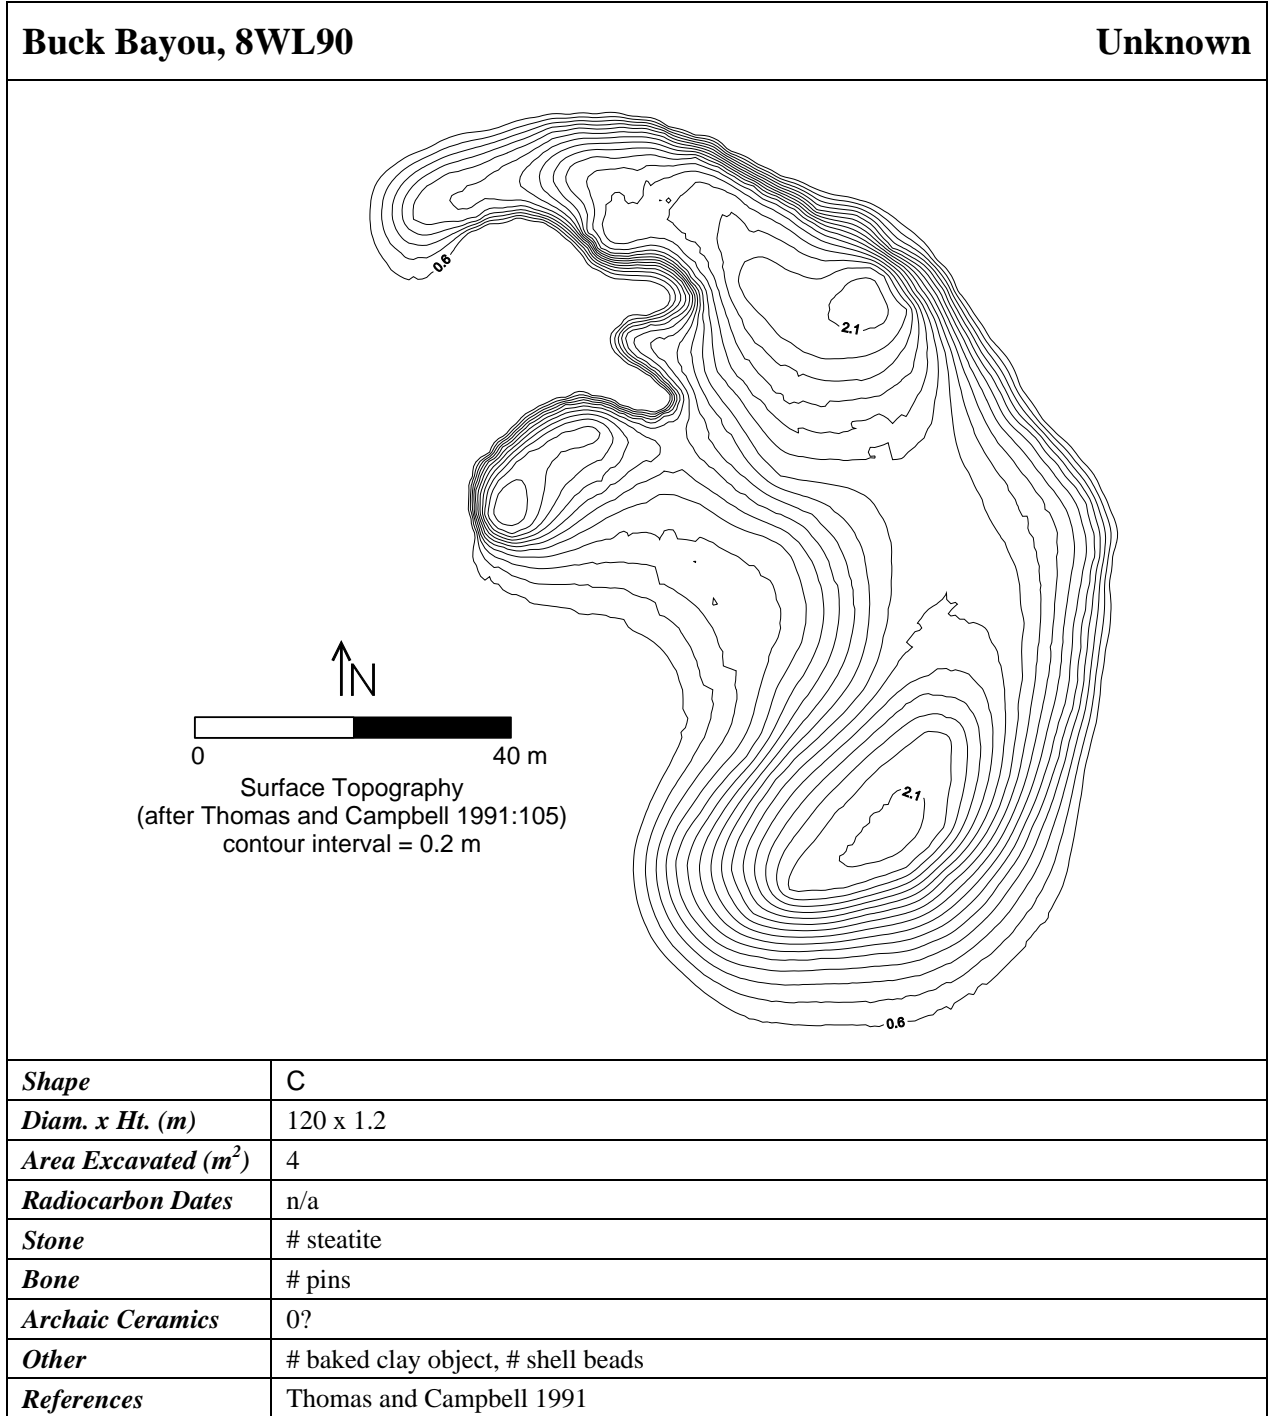 Buck Bayou, 8WL90 Unknown
0.6
2.1
N
0 40 m
Surface Topography
(after Thomas and Campbell 1991:105)
contour interval = 0.2 m
2.1
0.6
Shape C
Diam. x Ht. (m) 120 x 1.2
Area Excavated (m²) 4
Radiocarbon Dates n/a
Stone # steatite
Bone # pins
Archaic Ceramics 0?
Other # baked clay object, # shell beads
References Thomas and Campbell 1991